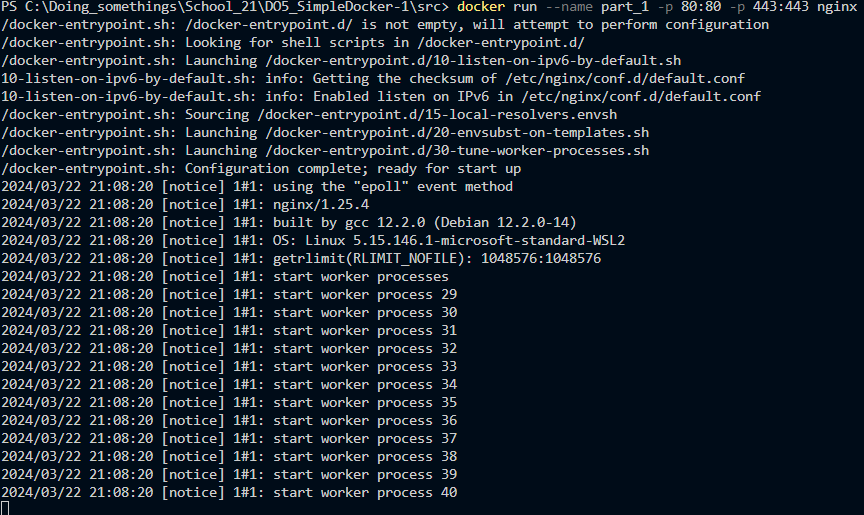 PS C:\Doing_somethings\School_21\DO5_SimpleDocker-1\src> docker run --name part_1 -p 80:80 -p 443:443 nginx
/docker-entrypoint.sh: /docker-entrypoint.d/ is not empty, will attempt to perform configuration
/docker-entrypoint.sh: Looking for shell scripts in /docker-entrypoint.d/
/docker-entrypoint.sh: Launching /docker-entrypoint.d/10-listen-on-ipv6-by-default.sh
10-listen-on-ipv6-by-default.sh: info: Getting the checksum of /etc/nginx/conf.d/default.conf
10-listen-on-ipv6-by-default.sh: info: Enabled listen on IPv6 in /etc/nginx/conf.d/default.conf
/docker-entrypoint.sh: Sourcing /docker-entrypoint.d/15-local-resolvers.envsh
/docker-entrypoint.sh: Launching /docker-entrypoint.d/20-envsubst-on-templates.sh
/docker-entrypoint.sh: Launching /docker-entrypoint.d/30-tune-worker-processes.sh
/docker-entrypoint.sh: Configuration complete; ready for start up
2024/03/22 21:08:20 [notice] 1#1: using the "epoll" event method
2024/03/22 21:08:20 [notice] 1#1: nginx/1.25.4
2024/03/22 21:08:20 [notice] 1#1: built by gcc 12.2.0 (Debian 12.2.0-14)
2024/03/22 21:08:20 [notice] 1#1: OS: Linux 5.15.146.1-microsoft-standard-WSL2
2024/03/22 21:08:20 [notice] 1#1: getrlimit(RLIMIT_NOFILE): 1048576:1048576
2024/03/22 21:08:20 [notice] 1#1: start worker processes
2024/03/22 21:08:20 [notice] 1#1: start worker process 29
2024/03/22 21:08:20 [notice] 1#1: start worker process 30
2024/03/22 21:08:20 [notice] 1#1: start worker process 31
2024/03/22 21:08:20 [notice] 1#1: start worker process 32
2024/03/22 21:08:20 [notice] 1#1: start worker process 33
2024/03/22 21:08:20 [notice] 1#1: start worker process 34
2024/03/22 21:08:20 [notice] 1#1: start worker process 35
2024/03/22 21:08:20 [notice] 1#1: start worker process 36
2024/03/22 21:08:20 [notice] 1#1: start worker process 37
2024/03/22 21:08:20 [notice] 1#1: start worker process 38
2024/03/22 21:08:20 [notice] 1#1: start worker process 39
2024/03/22 21:08:20 [notice] 1#1: start worker process 40